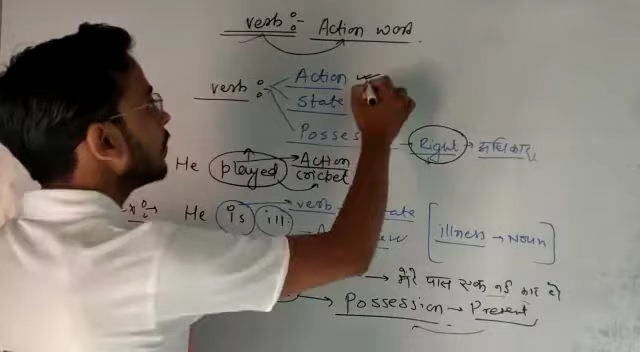 verb :- Action word.
verb :- Action
State
Posses Right → अधिकार
He played Action
cricket
He is ill verb state
[illness → Noun]
→ मेरे पास एक नई कार है
→ Possession → Present